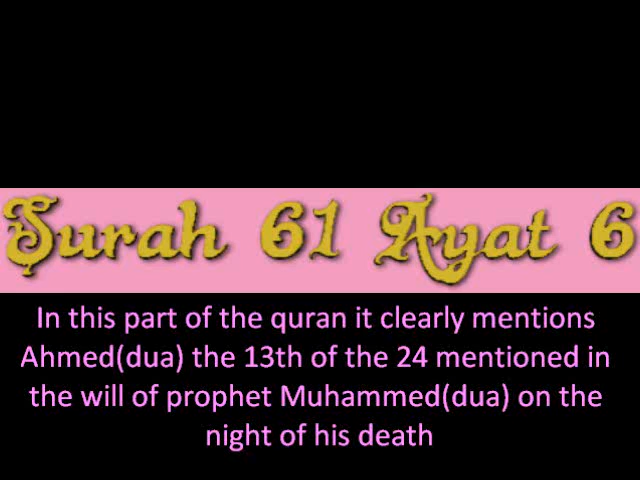 Surah 61 Ayat 6
In this part of the quran it clearly mentions
Ahmed(dua) the 13th of the 24 mentioned in
the will of prophet Muhammed(dua) on the
night of his death